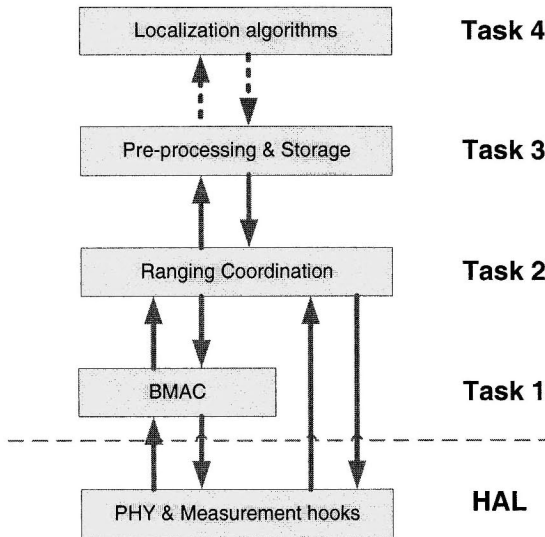 Localization algorithms Task 4
Pre-processing & Storage Task 3
Ranging Coordination Task 2
BMAC Task 1
PHY & Measurement hooks HAL